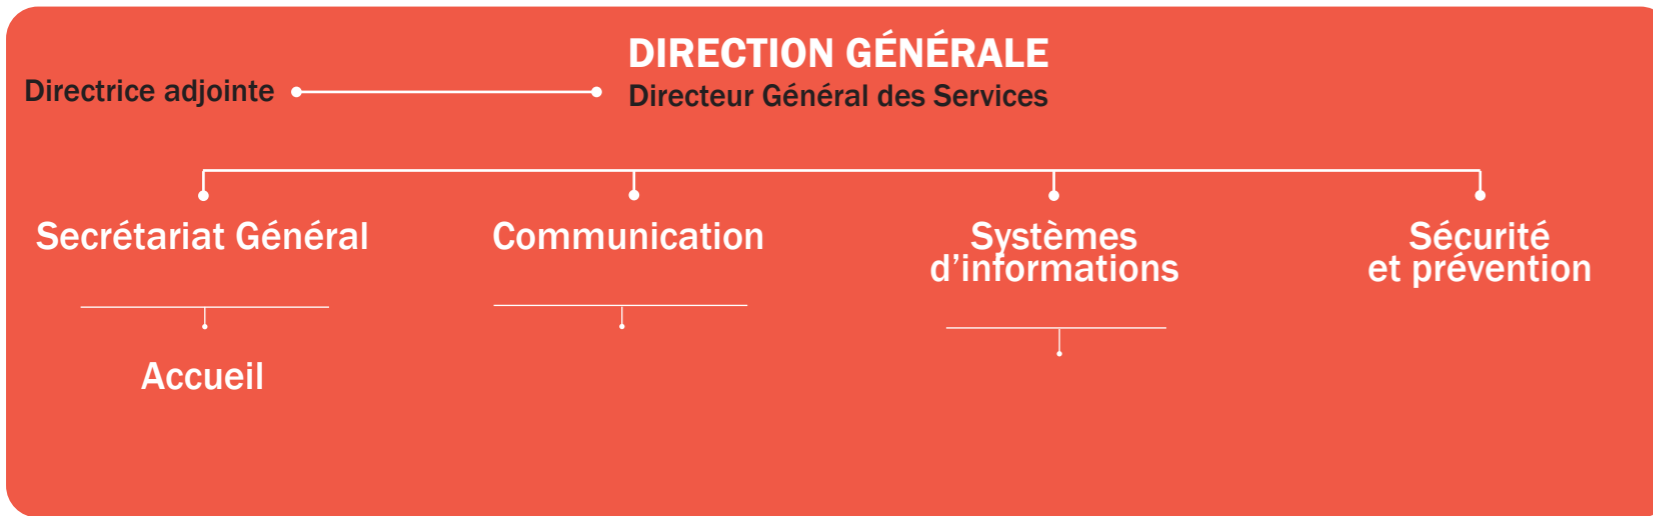 DIRECTION GÉNÉRALE
Directrice adjointe
Directeur Général des Services
Secrétariat Général
Communication
Systèmes
d’informations
Sécurité
et prévention
Accueil